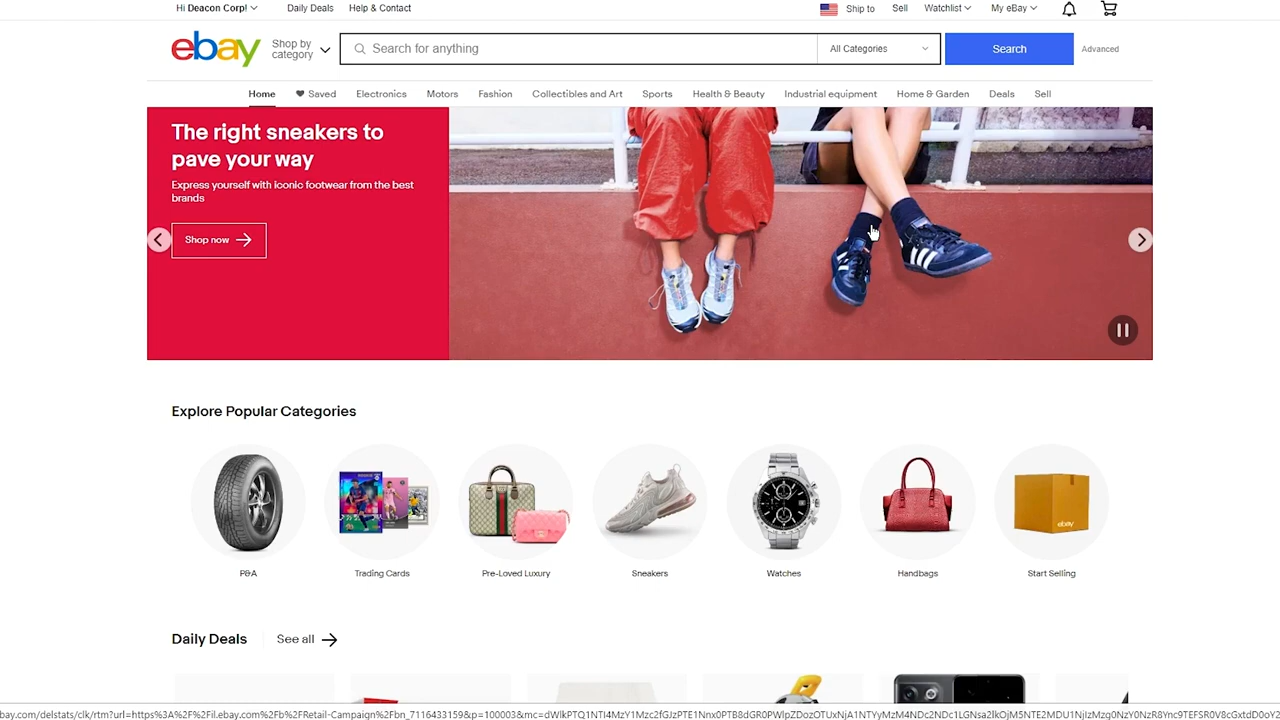 Hi Deacon Corp!
Daily Deals
Help & Contact
Ship to
Sell
Watchlist
My eBay
ebay
Shop by
category
Search for anything
All Categories
Search
Advanced
Home
Saved
Electronics
Motors
Fashion
Collectibles and Art
Sports
Health & Beauty
Industrial equipment
Home & Garden
Deals
Sell
The right sneakers to
pave your way
Express yourself with iconic footwear from the best
brands
Shop now
Explore Popular Categories
ebay
P&A
Trading Cards
Pre-Loved Luxury
Sneakers
Watches
Handbags
Start Selling
Daily Deals
See all